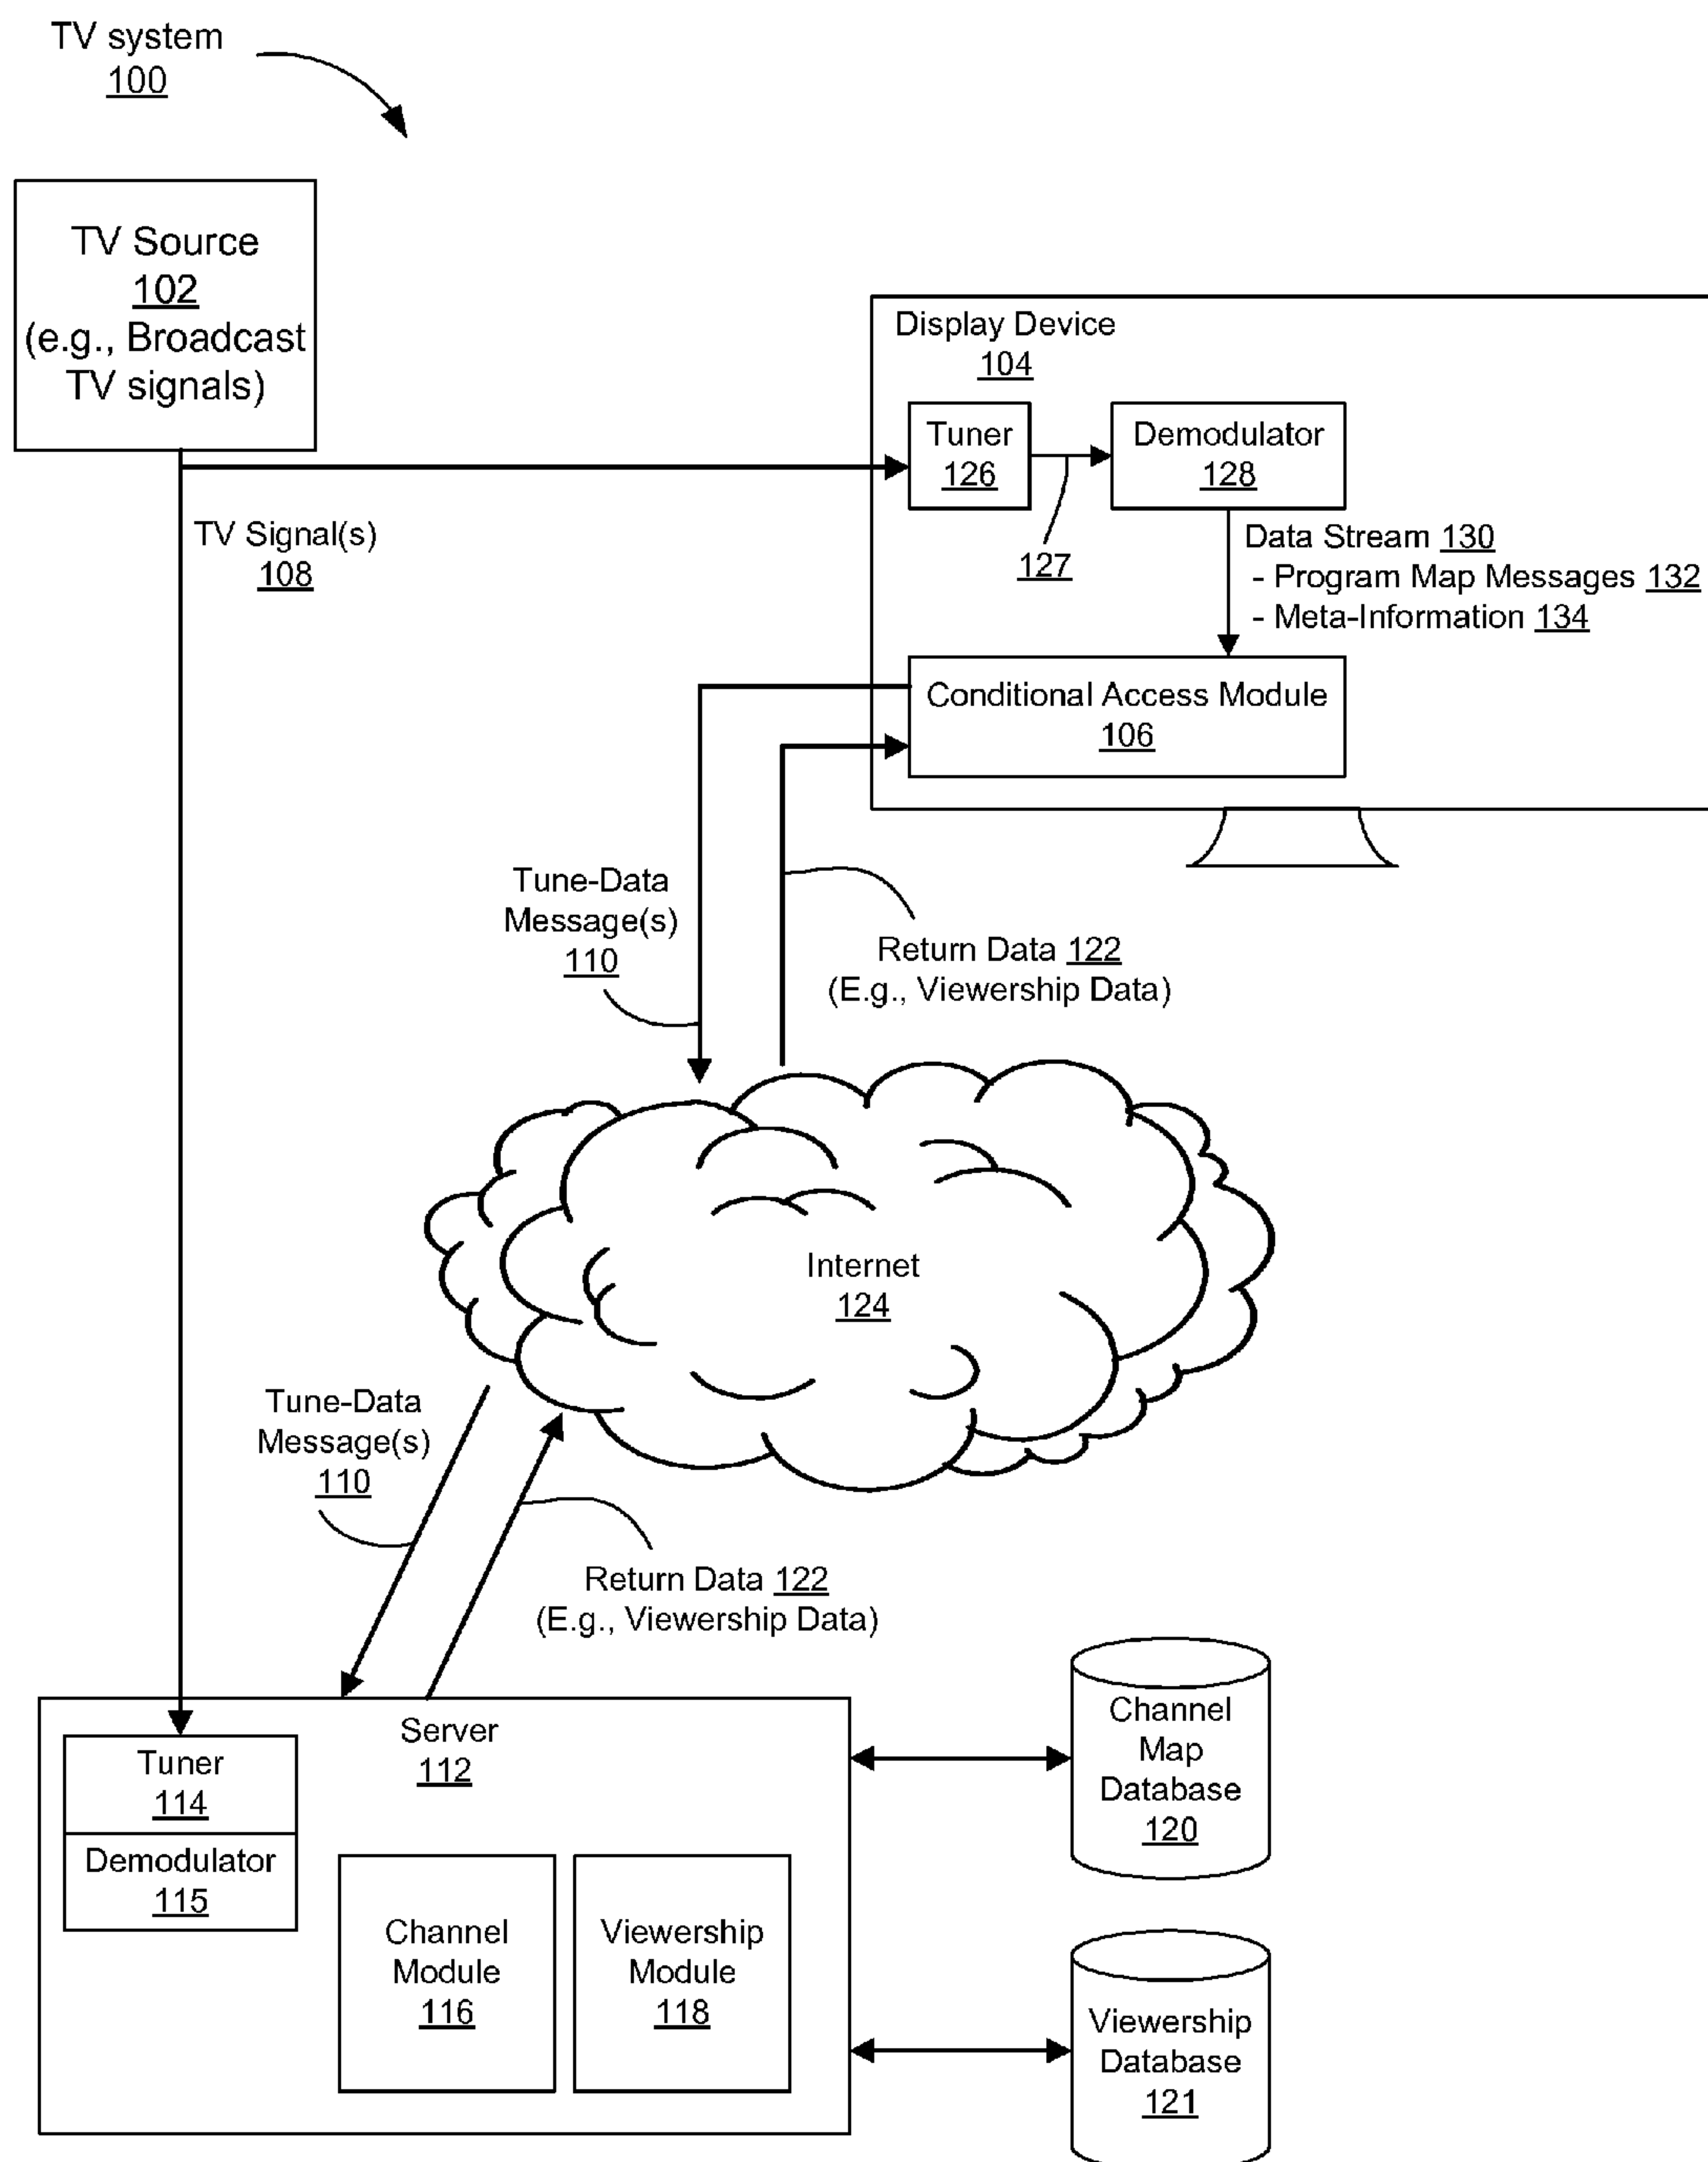 TV system
100
TV Source
102
(e.g., Broadcast
TV signals)
Display Device
104
Tuner
126
Demodulator
128
127
TV Signal(s)
108
Data Stream 130
- Program Map Messages 132
- Meta-Information 134
Conditional Access Module
106
Tune-Data
Message(s)
110
Return Data 122
(E.g., Viewership Data)
Internet
124
Tune-Data
Message(s)
110
Return Data 122
(E.g., Viewership Data)
Server
112
Tuner
114
Demodulator
115
Channel
Module
116
Viewership
Module
118
Channel
Map
Database
120
Viewership
Database
121